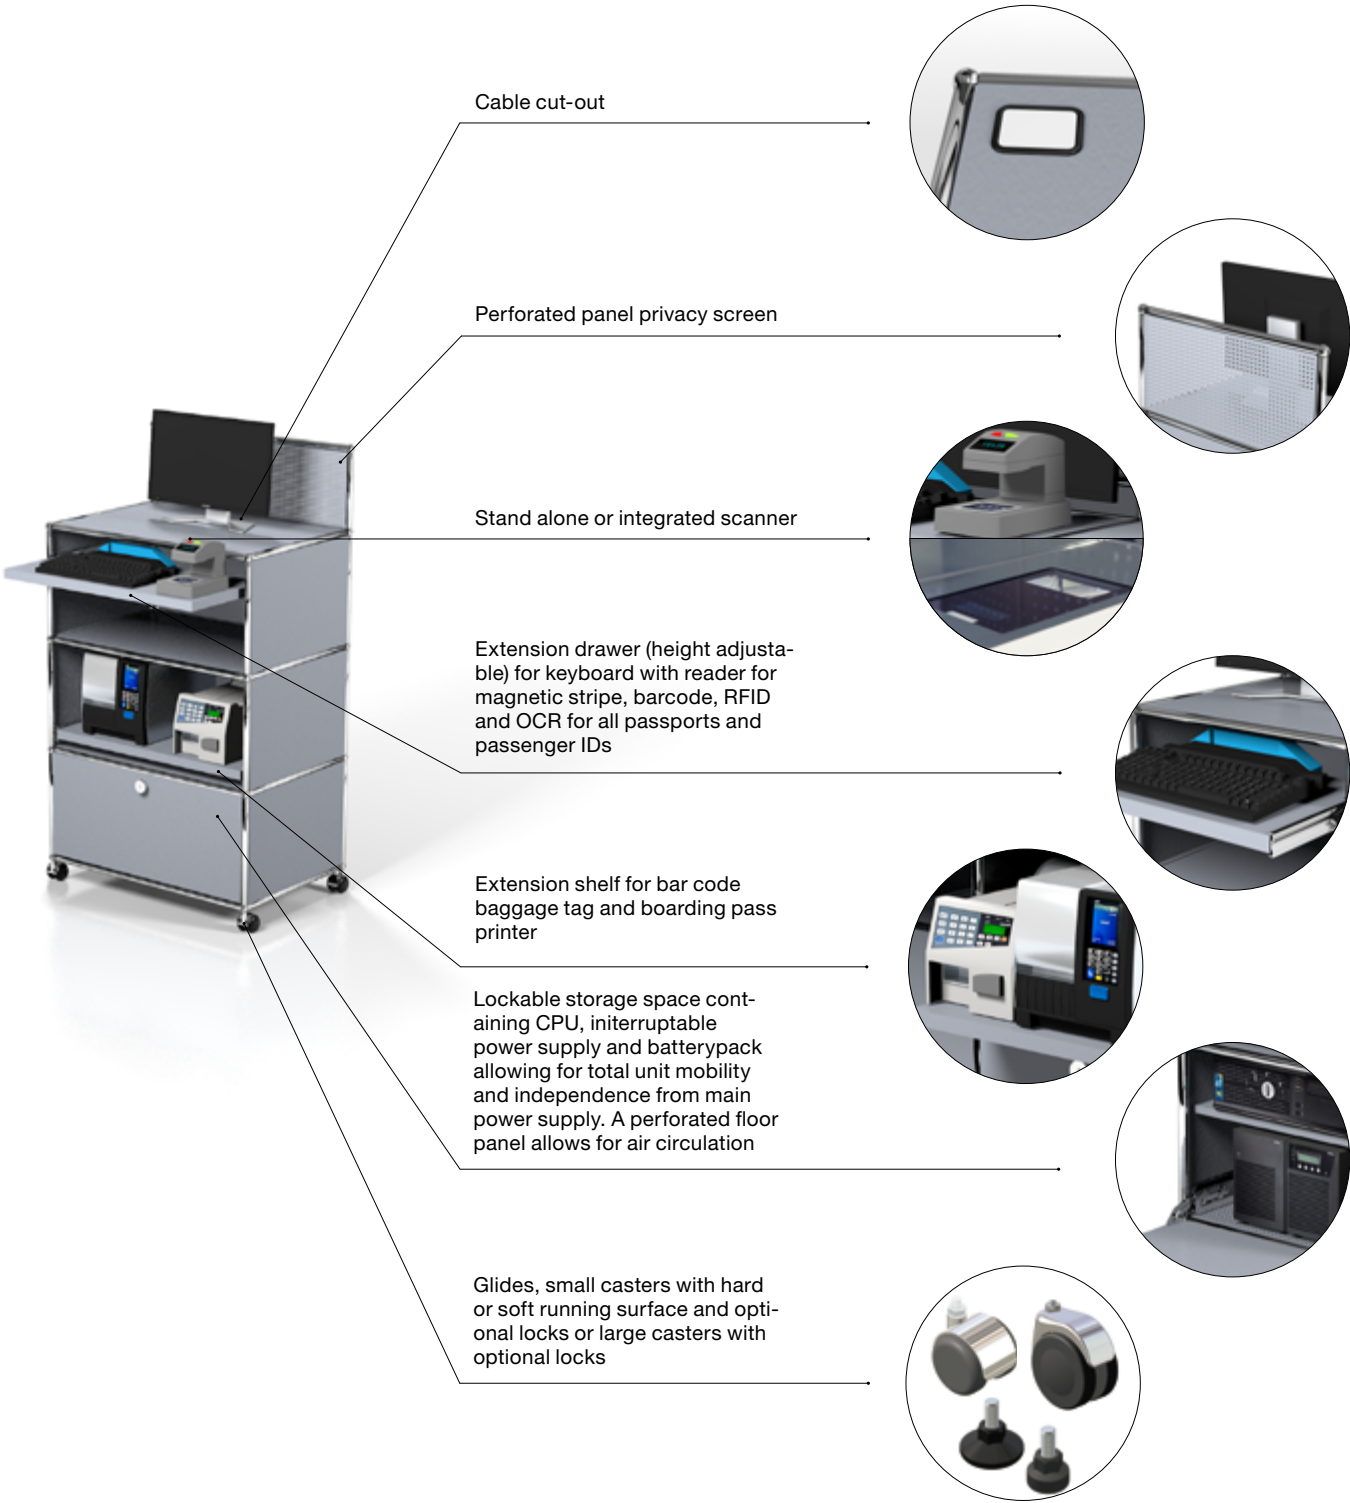 Cable cut-out
Perforated panel privacy screen
Stand alone or integrated scanner
Extension drawer (height adjusta-
ble) for keyboard with reader for
magnetic stripe, barcode, RFID
and OCR for all passports and
passenger IDs
Extension shelf for bar code
baggage tag and boarding pass
printer
Lockable storage space cont-
aining CPU, initerruptable
power supply and batterypack
allowing for total unit mobility
and independence from main
power supply. A perforated floor
panel allows for air circulation
Glides, small casters with hard
or soft running surface and opti-
onal locks or large casters with
optional locks